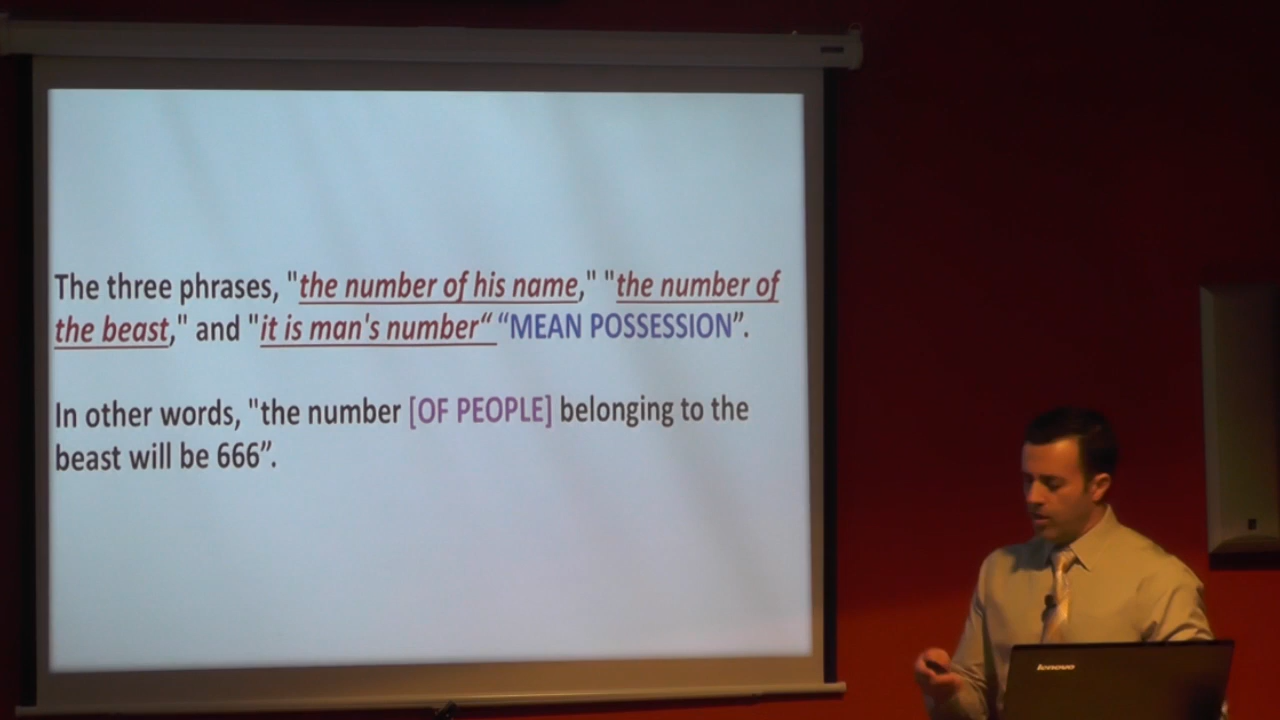 The three phrases, "the number of his name," "the number of
the beast," and "it is man's number“ “MEAN POSSESSION”.
In other words, "the number [OF PEOPLE] belonging to the
beast will be 666”.
lenovo